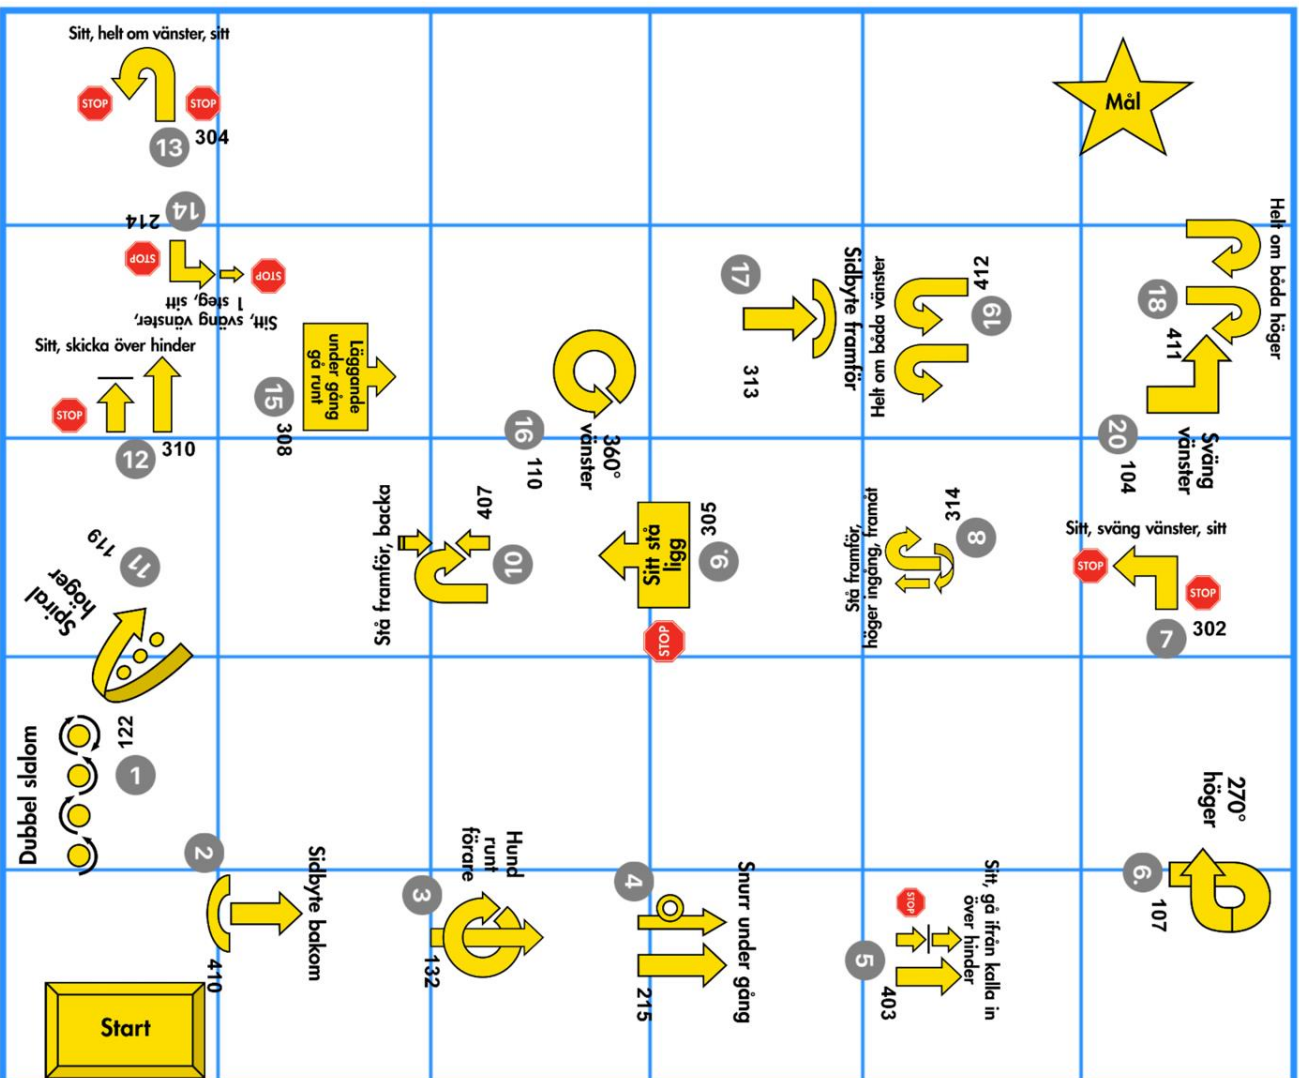 Sitt, helt om vänster, sitt
STOP
STOP
304
13
Mål
14
214
STOP
STOP
Sitt, sväng vänster,
1 steg, sitt
Sitt, skicka över hinder
STOP
310
12
Läggande
under gång
gå runt
15
308
16
110
360°
vänster
17
313
Sidbyte framför
Helt om båda vänster
412
19
Helt om båda höger
18
411
20
104
Sväng
vänster
119
11
Spiral
höger
Stå framför, backa
407
10
Sitt stå
ligg
305
9.
STOP
Stå framför,
höger ingång, framåt
314
8
Sitt, sväng vänster, sitt
STOP
STOP
302
7
Dubbel slalom
122
1
2
410
Sidbyte bakom
3
132
Hund
runt
förare
4
215
Snurr under gång
STOP
5
403
Sitt, gå ifrån kalla in
över hinder
270°
höger
6.
107
Start